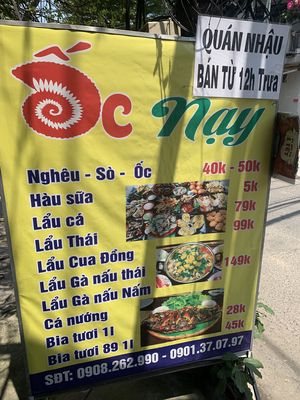 QUÁN NHẬU
BÁN TỪ 12h Trưa
Ốc Nạy
Nghêu - Sò - Ốc 40k - 50k
Hàu sữa 5k
Lẩu cá 79k
Lẩu Thái 99k
Lẩu Cua Đồng
Lẩu Gà nấu thái 149k
Lẩu Gà nấu Nấm
Cá nướng
Bia tươi 1l 28k
Bia tươi 89 1l 45k
SĐT: 0908.262.990 - 0901.37.07.97